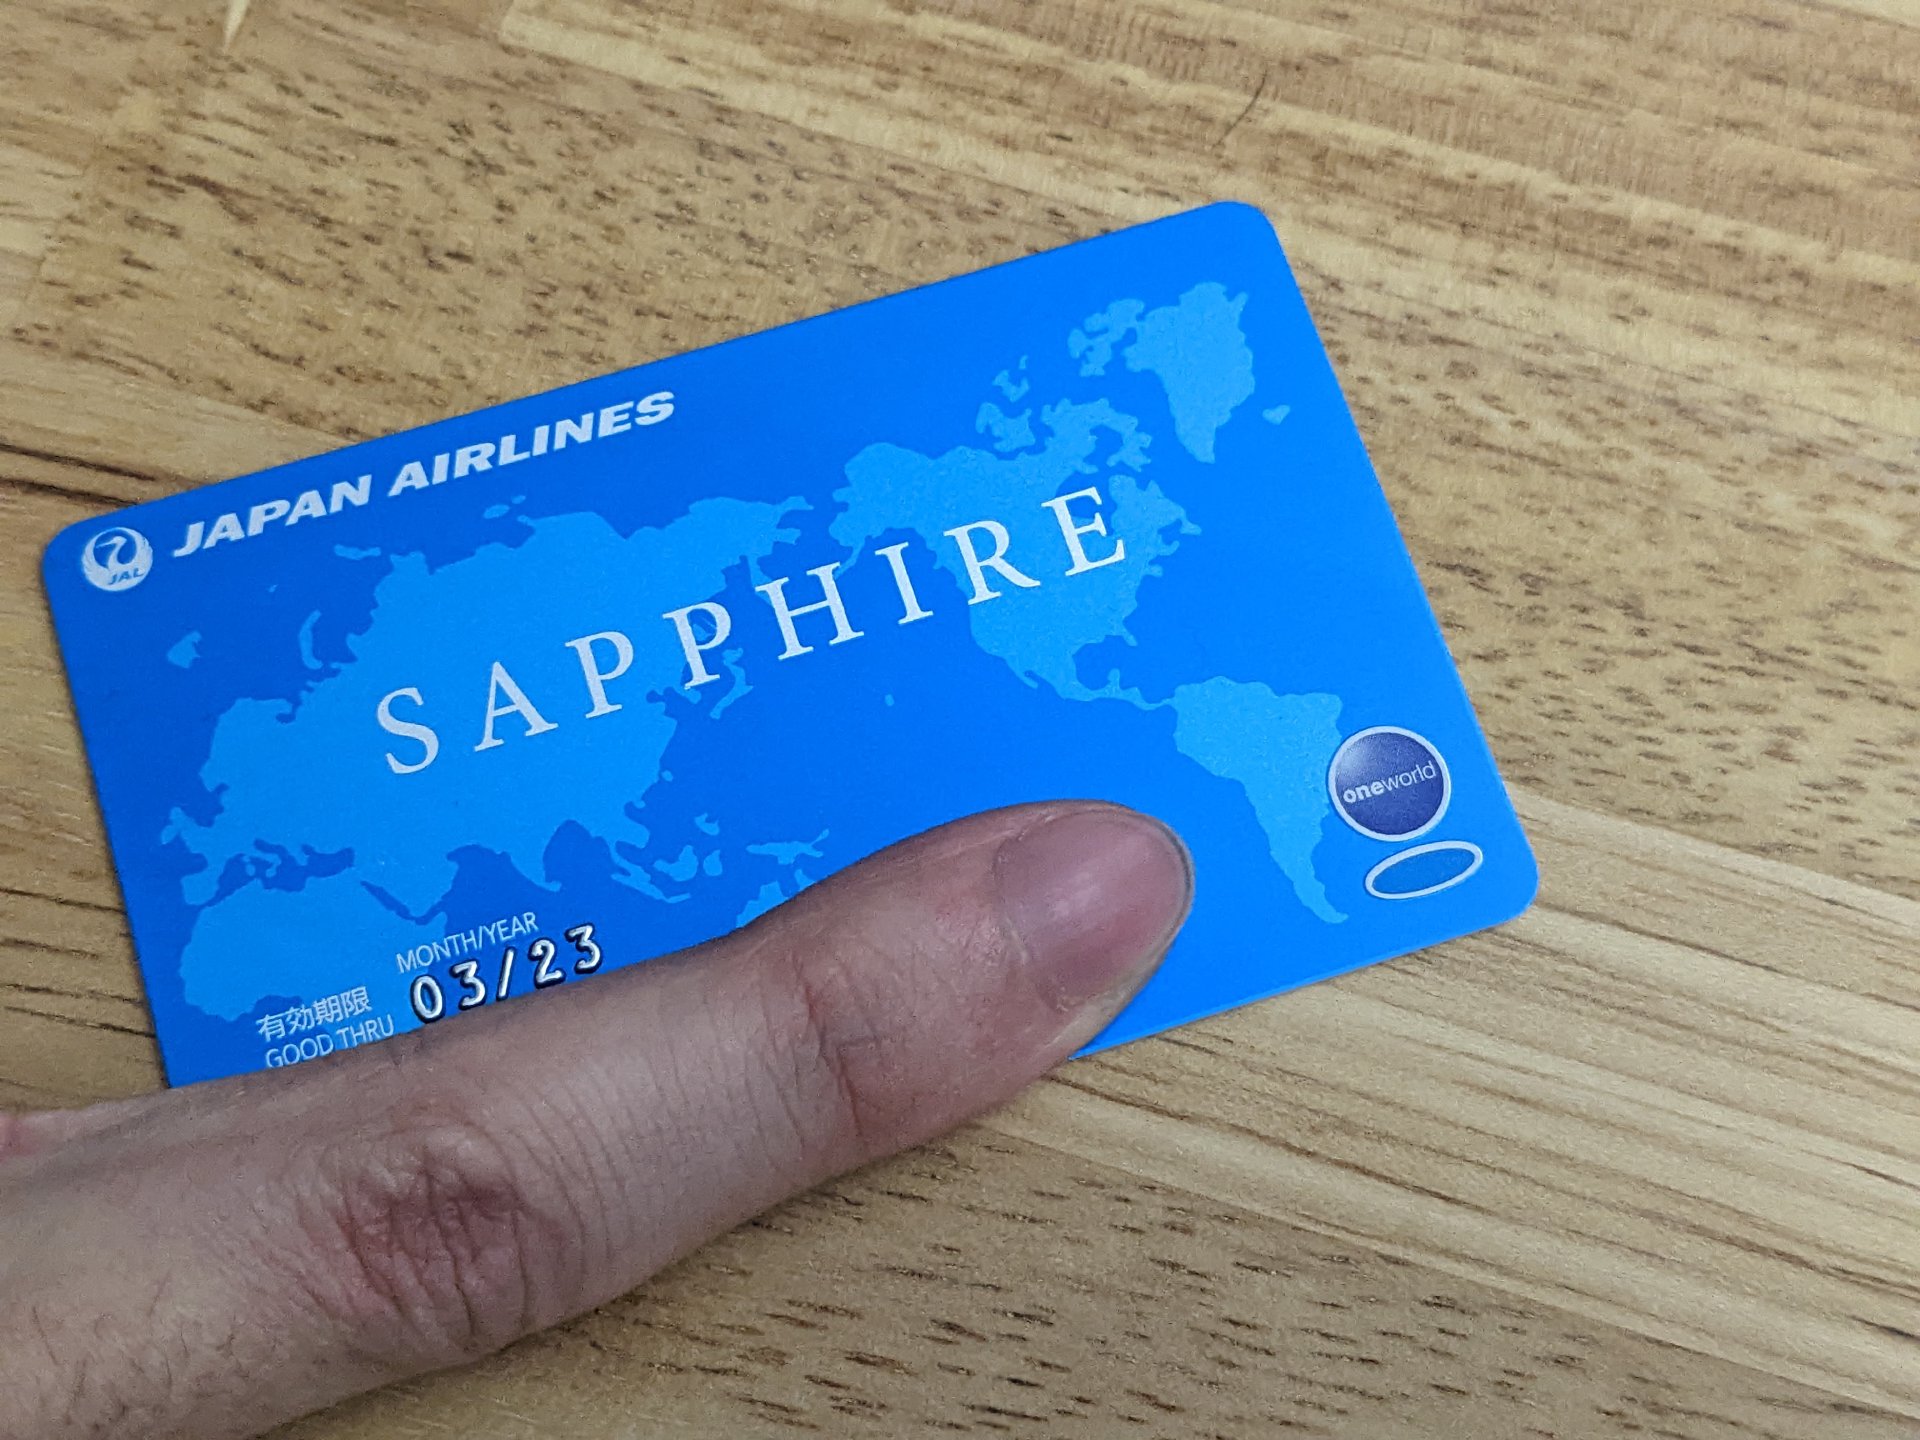 JAL
JAPAN AIRLINES
SAPPHIRE
oneworld
MONTH/YEAR
有効期限
GOOD THRU
03/23